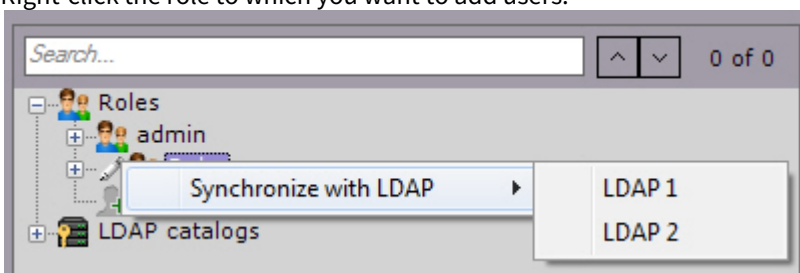 Right-click the role to which you want to add users.
Search...
0 of 0
Roles
admin
Synchronize with LDAP
LDAP 1
LDAP 2
LDAP catalogs